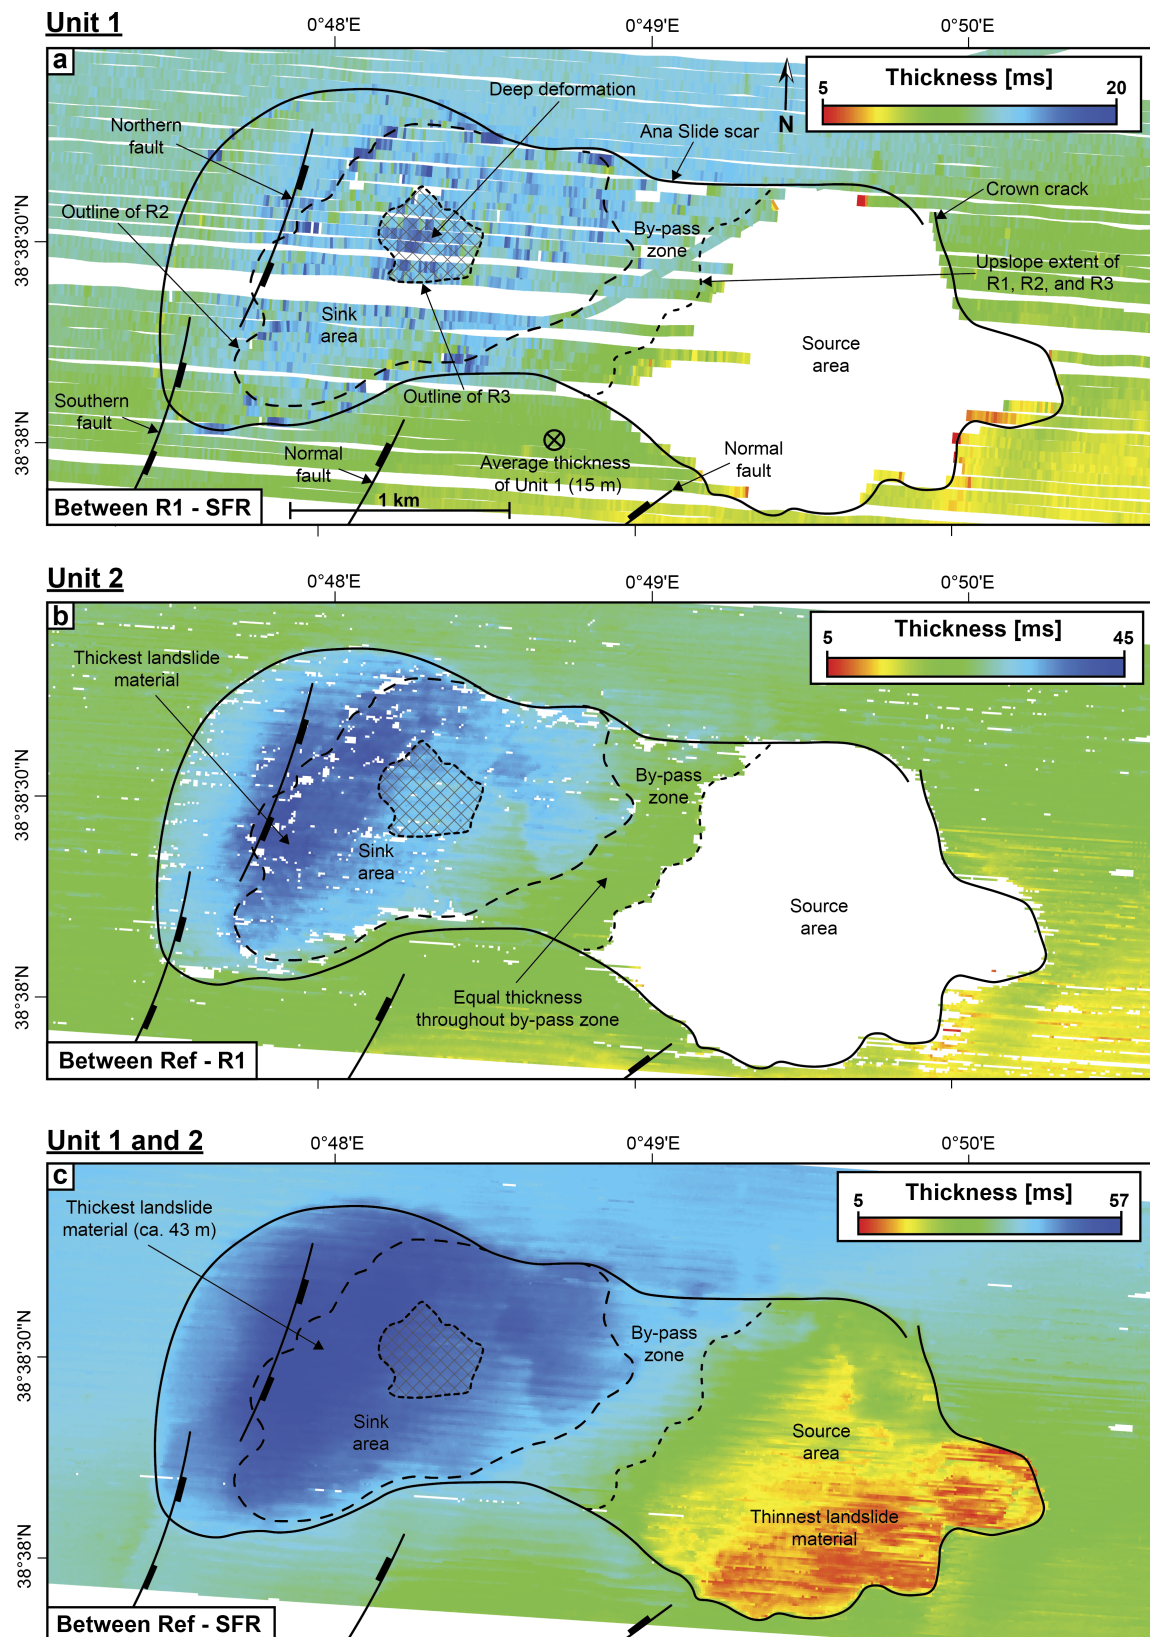 Unit 1
0°48'E
0°49'E
0°50'E
a
Deep deformation
Thickness [ms]
5
20
Northern
fault
Ana Slide scar
N
Crown crack
Outline of R2
38°38'30"N
By-pass
zone
Upslope extent of
R1, R2, and R3
Sink
area
Source
area
Outline of R3
Southern
fault
38°38'N
Normal
fault
Average thickness
of Unit 1 (15 m)
Normal
fault
1 km
Between R1 - SFR
Unit 2
0°48'E
0°49'E
0°50'E
b
Thickness [ms]
5
45
Thickest landslide
material
38°38'30"N
By-pass
zone
Sink
area
Source
area
38°38'N
Equal thickness
throughout by-pass zone
Between Ref - R1
Unit 1 and 2
0°48'E
0°49'E
0°50'E
c
Thickness [ms]
5
57
Thickest landslide
material (ca. 43 m)
38°38'30"N
By-pass
zone
Sink
area
Source
area
Thinnest landslide
material
38°38'N
Between Ref - SFR